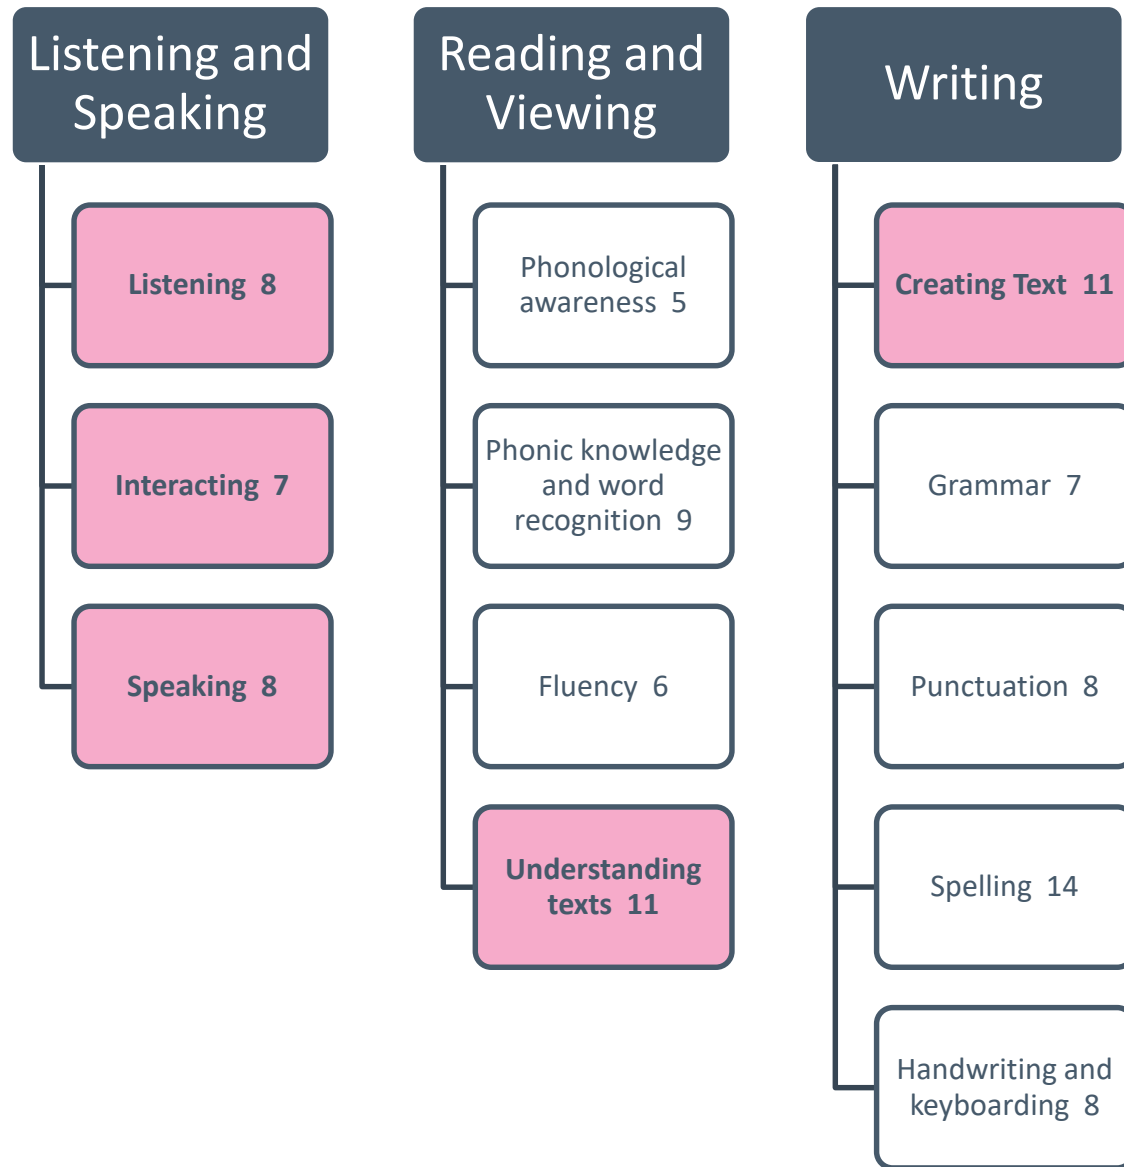 Listening and
Speaking
Listening  8
Interacting  7
Speaking  8
Reading and
Viewing
Phonological
awareness  5
Phonic knowledge
and word
recognition  9
Fluency  6
Understanding
texts  11
Writing
Creating Text  11
Grammar  7
Punctuation  8
Spelling  14
Handwriting and
keyboarding  8